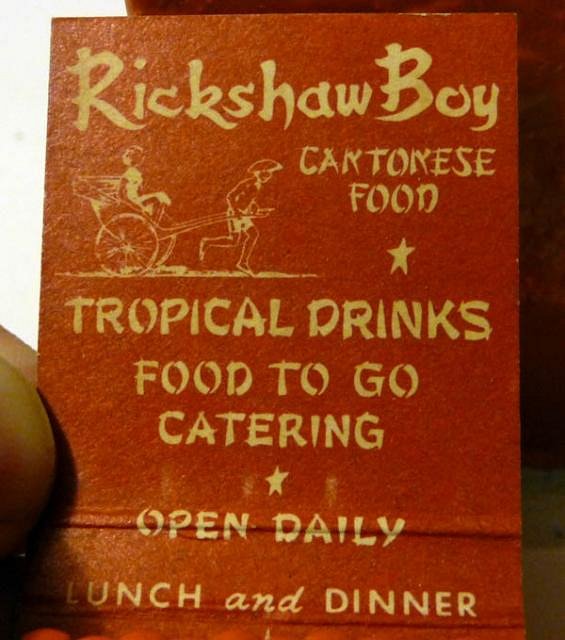 Rickshaw Boy
CANTONESE
FOOD
TROPICAL DRINKS
FOOD TO GO
CATERING
OPEN DAILY
LUNCH and DINNER